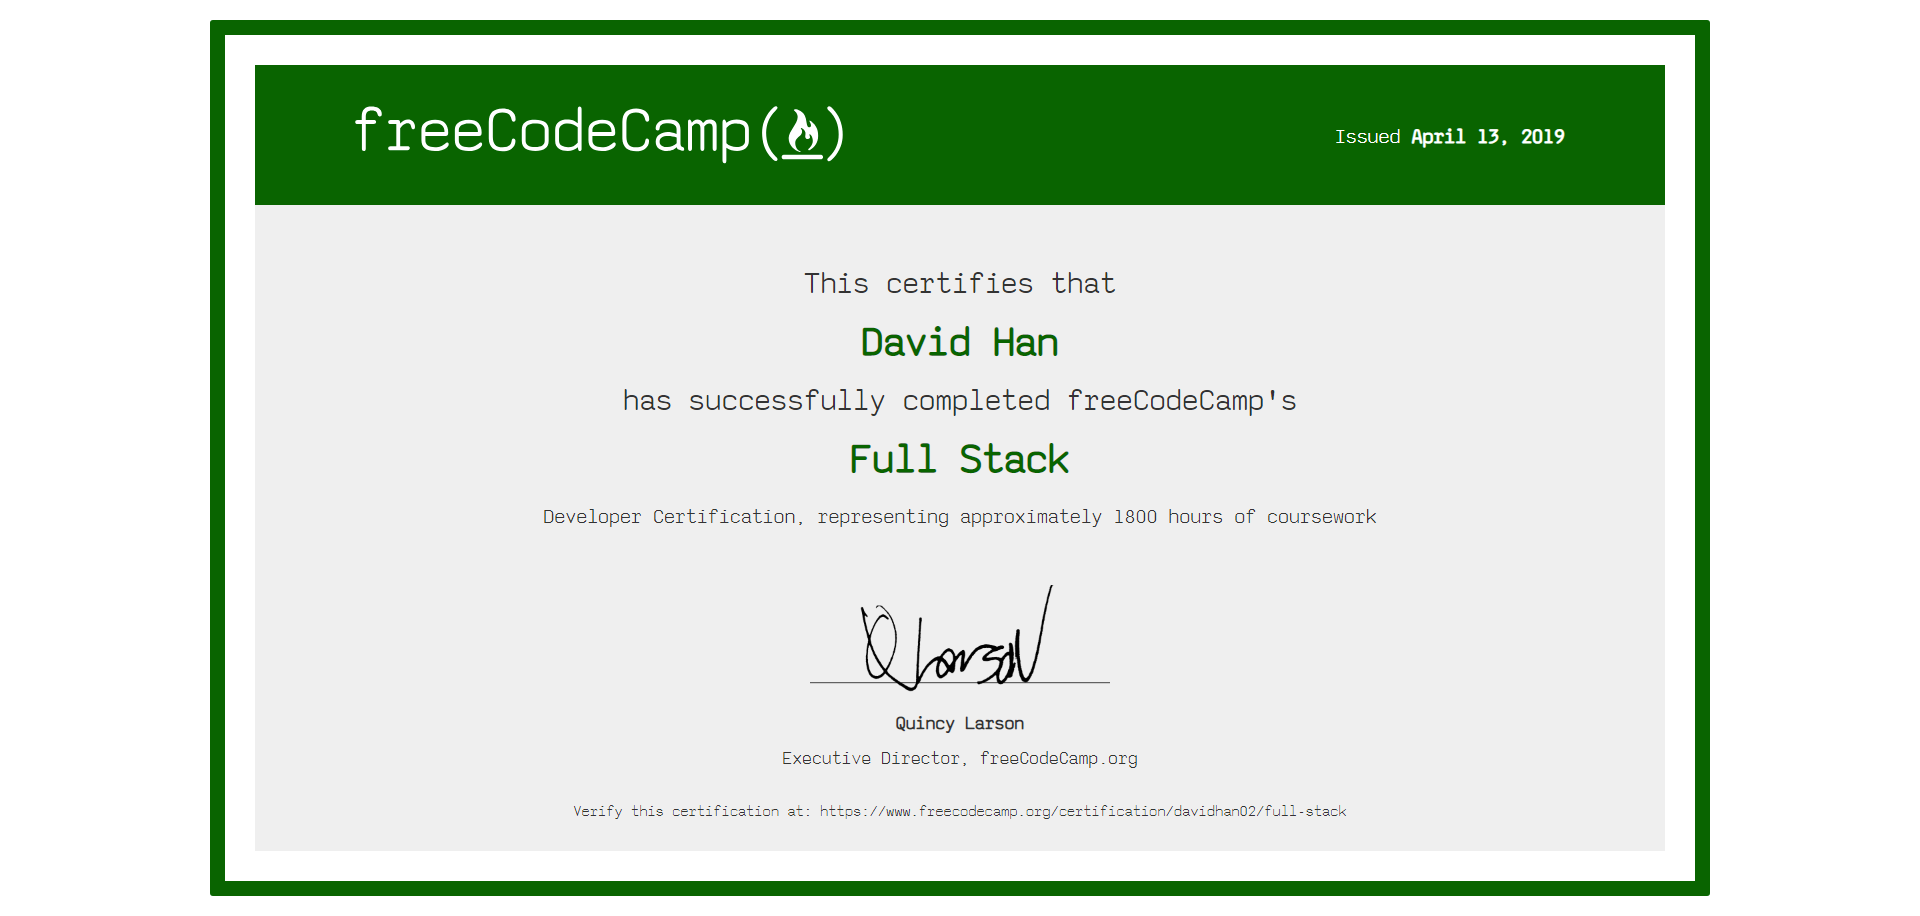 freeCodeCamp(🔥)
Issued April 13, 2019
This certifies that
David Han
has successfully completed freeCodeCamp's
Full Stack
Developer Certification, representing approximately 1800 hours of coursework
Q Larson
Quincy Larson
Executive Director, freeCodeCamp.org
Verify this certification at: https://www.freecodecamp.org/certification/davidhan02/full-stack